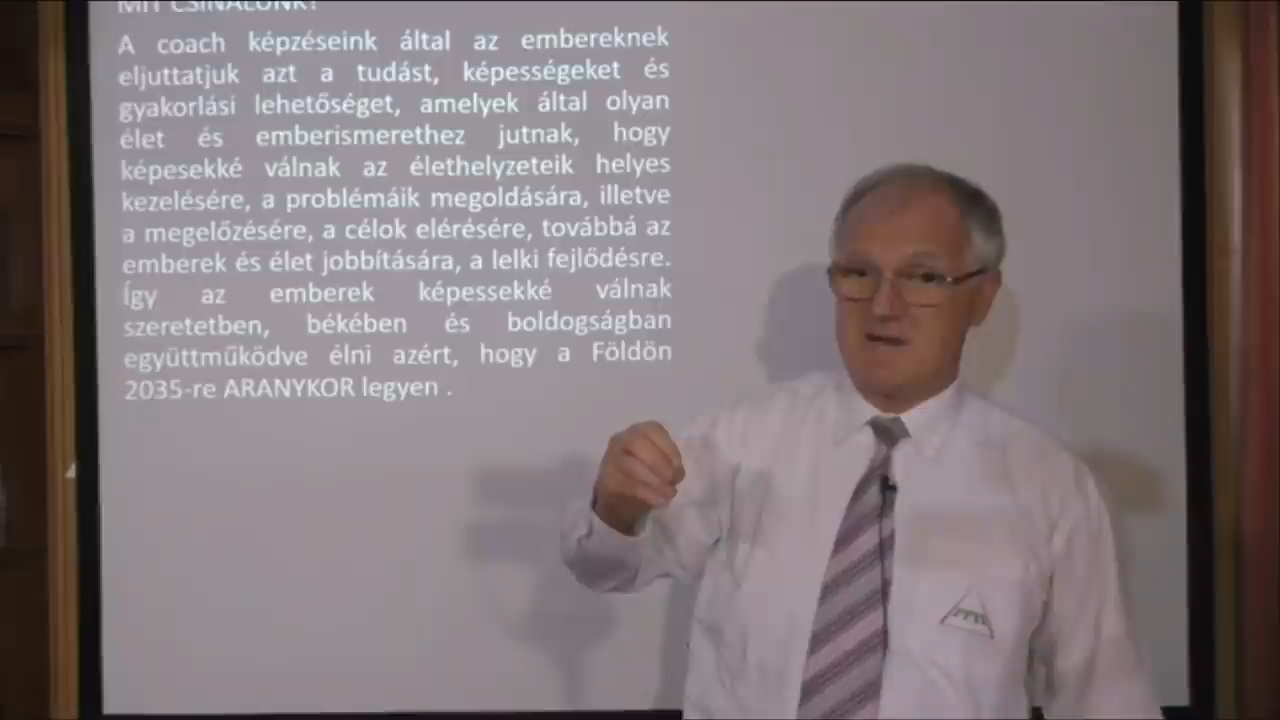 MIT CSINÁLUNK?
A coach képzéseink által az embereknek
eljuttatjuk azt a tudást, képességeket és
gyakorlási lehetőséget, amelyek által olyan
élet és emberismerethez jutnak, hogy
képesekké válnak az élethelyzeteik helyes
kezelésére, a problémáik megoldására, illetve
a megelőzésére, a célok elérésére, továbbá az
emberek és élet jobbítására, a lelki fejlődésre.
Így az emberek képessekké válnak
szeretetben, békében és boldogságban
együttműködve élni azért, hogy a Földön
2035-re ARANYKOR legyen .